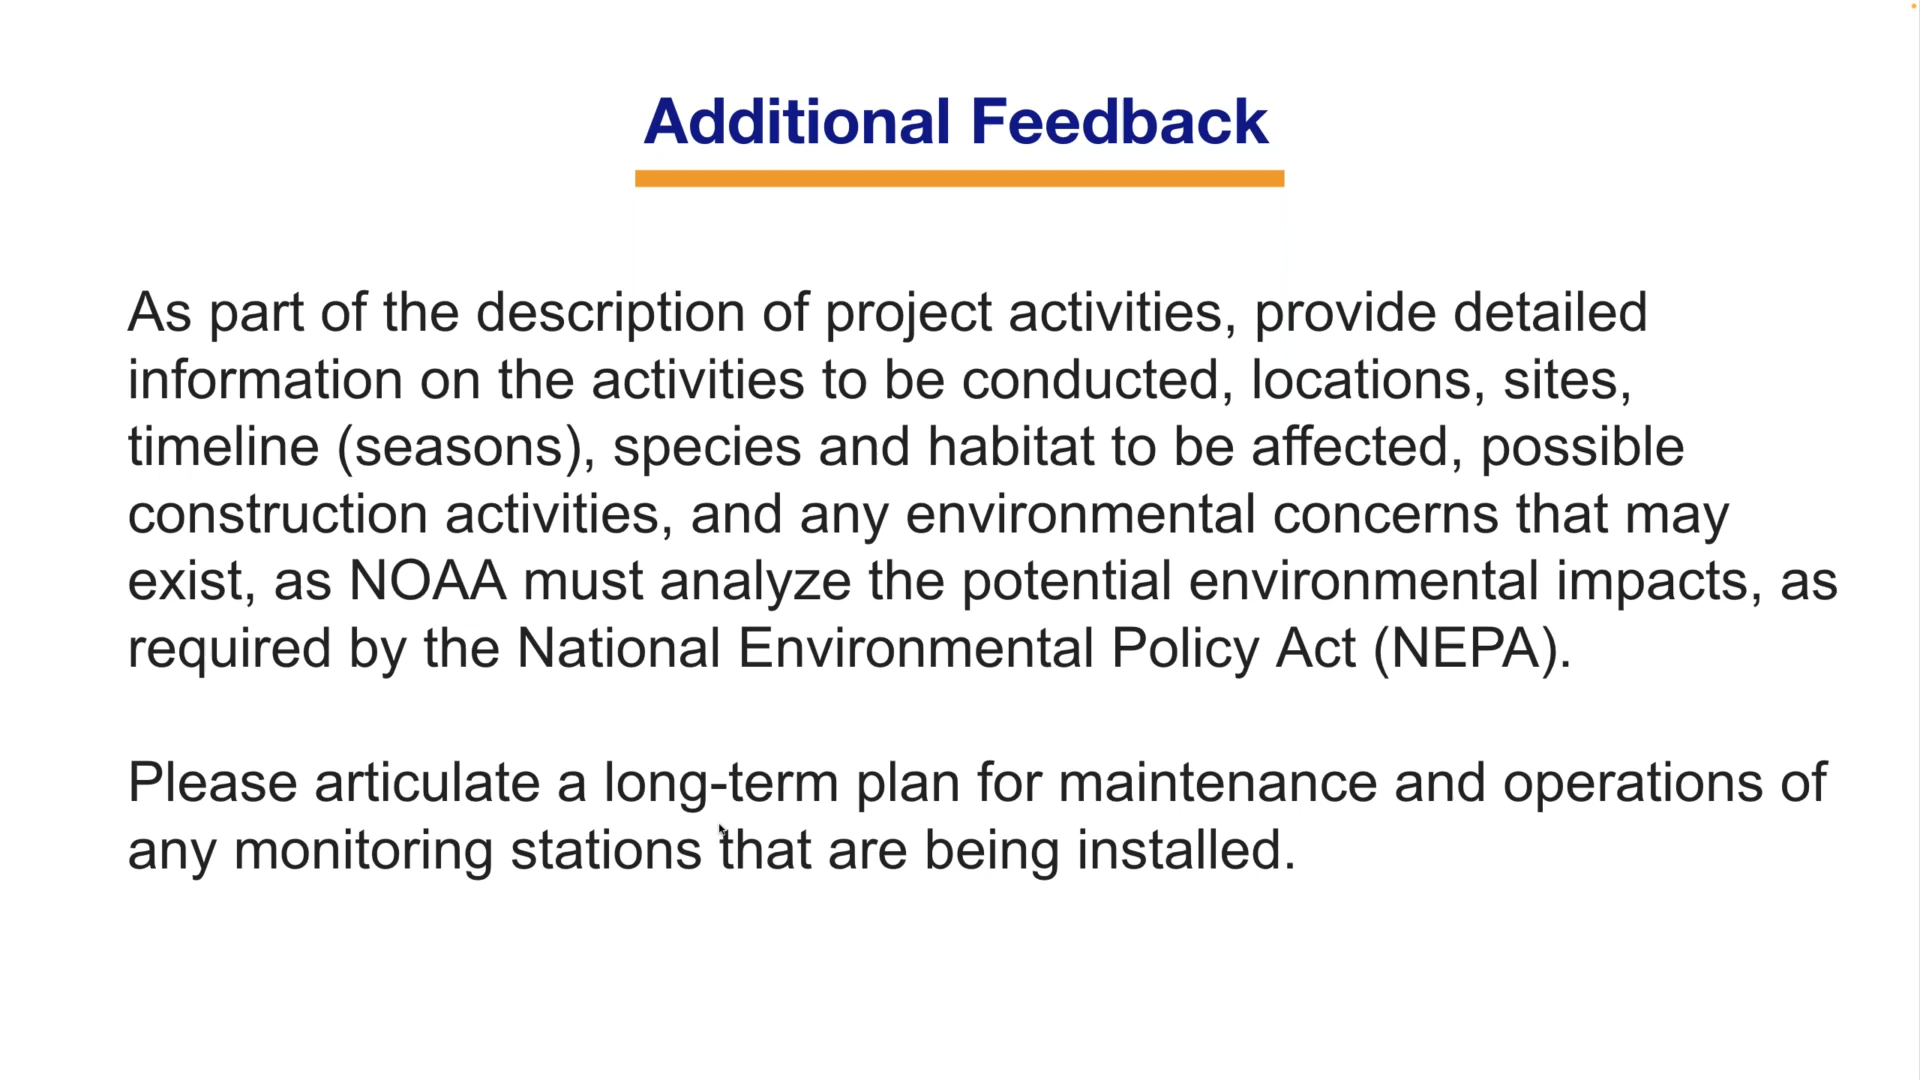 Additional Feedback
As part of the description of project activities, provide detailed
information on the activities to be conducted, locations, sites,
timeline (seasons), species and habitat to be affected, possible
construction activities, and any environmental concerns that may
exist, as NOAA must analyze the potential environmental impacts, as
required by the National Environmental Policy Act (NEPA).
Please articulate a long-term plan for maintenance and operations of
any monitoring stations that are being installed.